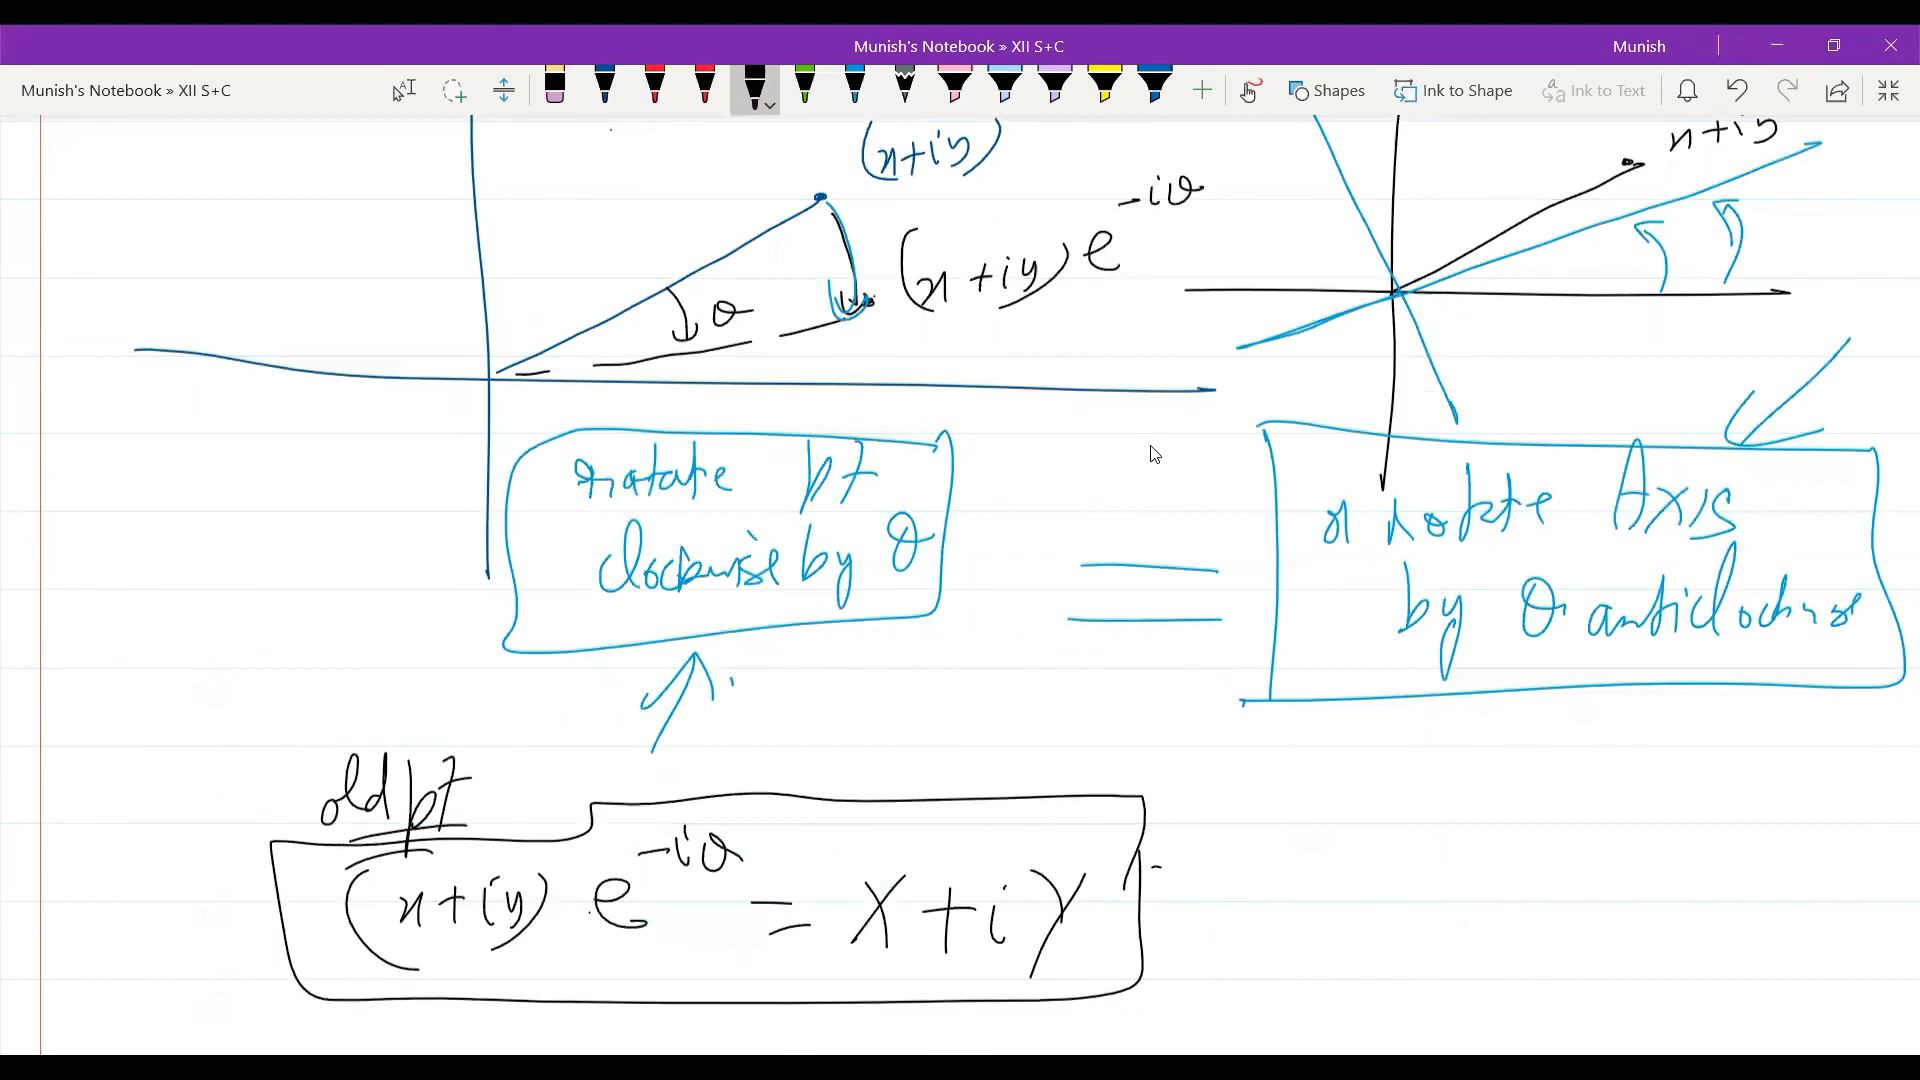 Munish's Notebook » XII S+C
Munish
Munish's Notebook » XII S+C
Shapes
Ink to Shape
Ink to Text
(x+iy)
x+iy
(x+iy) e^{-iθ}
θ
rotate pt
clockwise by θ
=
rotate Axis
by θ anticlockwise
old pt
(x+iy) e^{-iθ} = X+iY